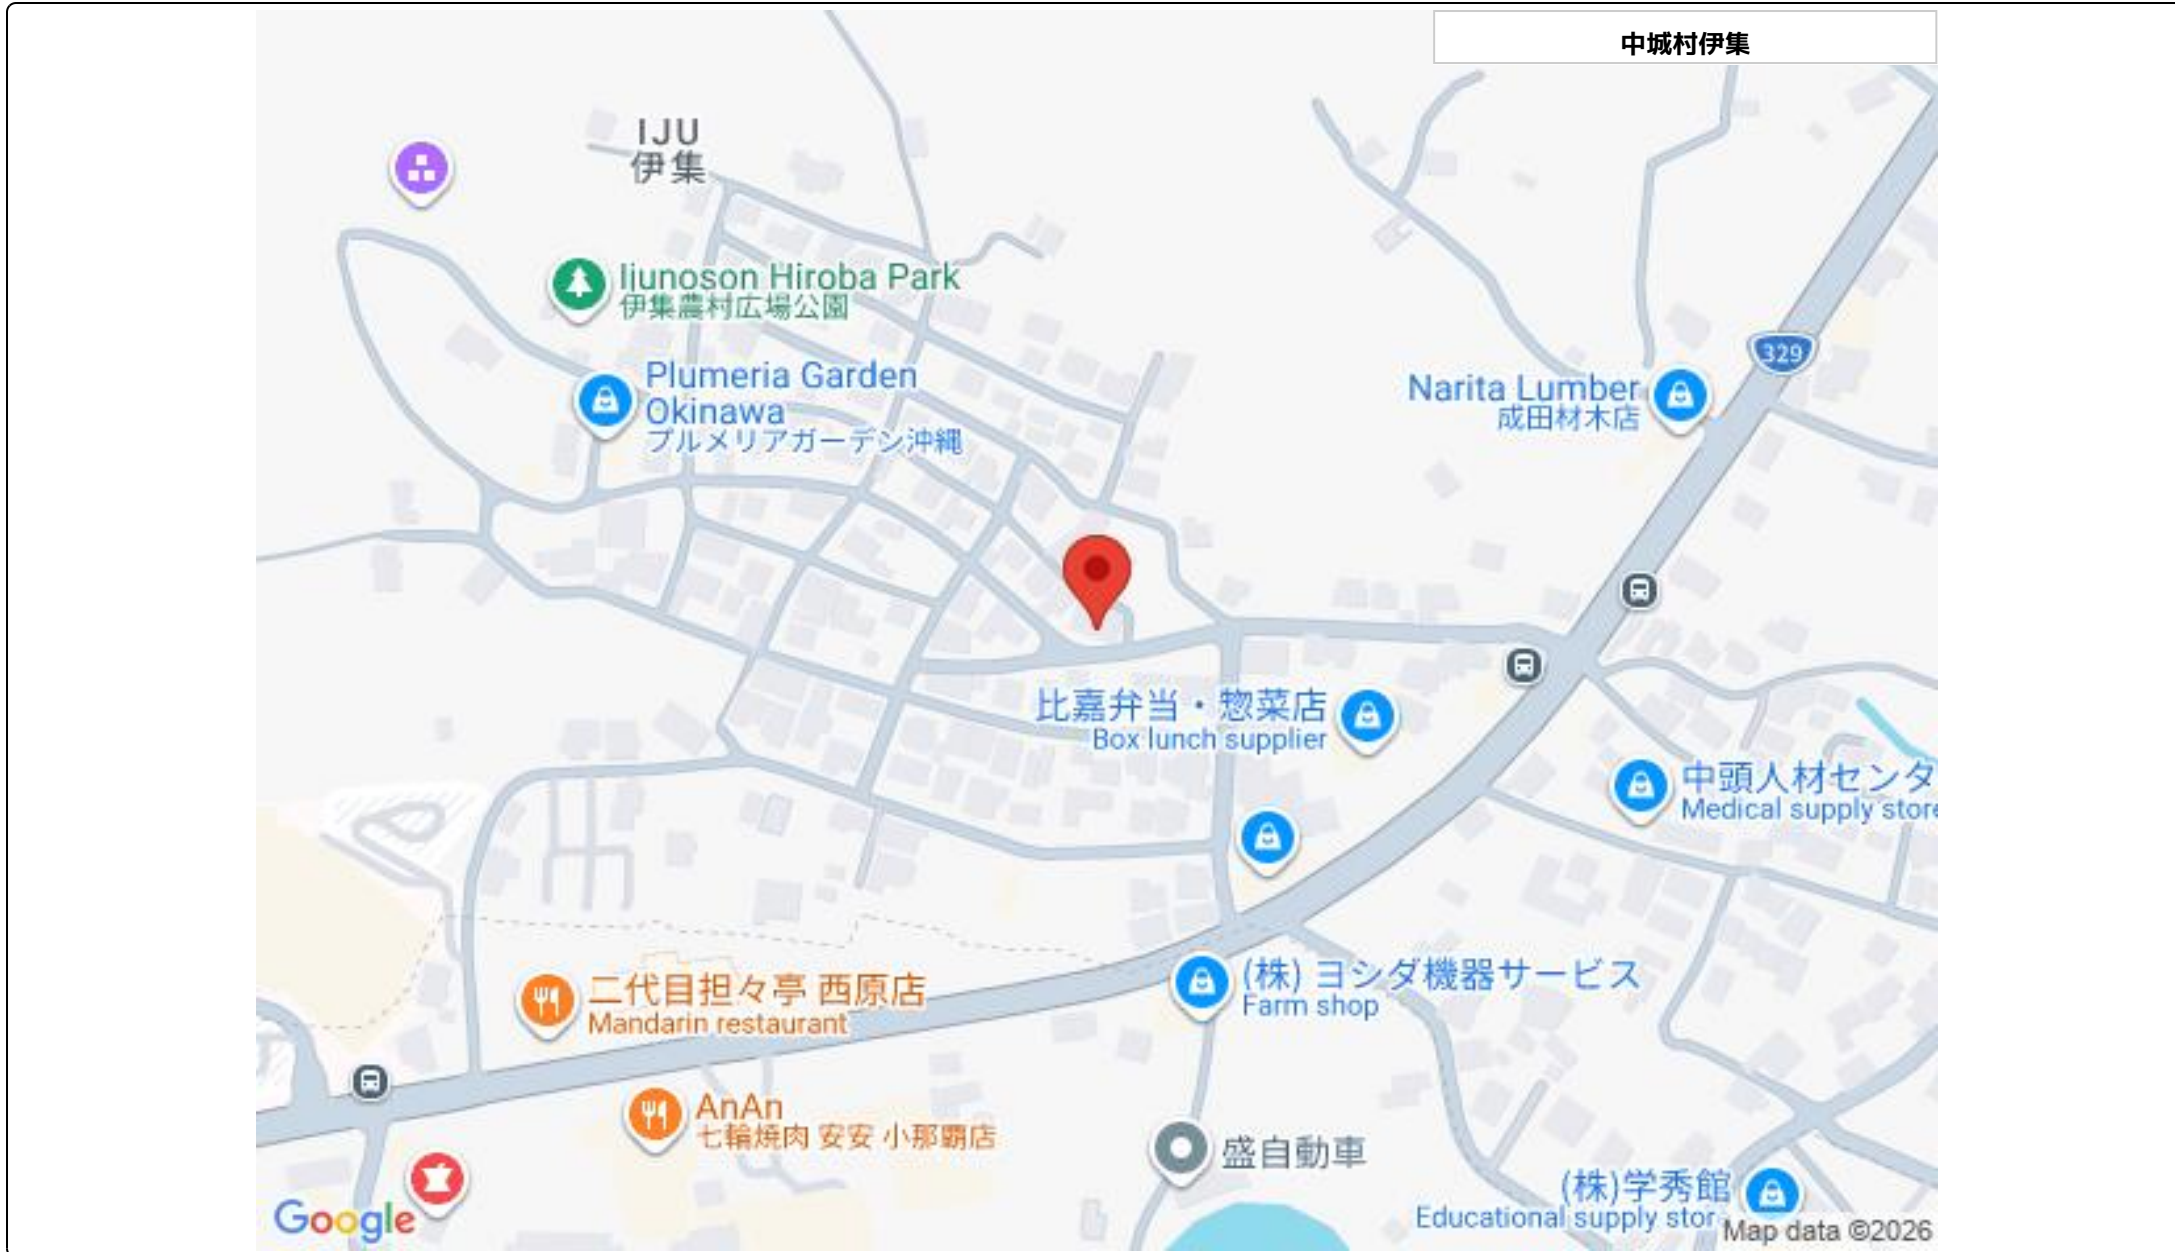 中城村伊集
IJU
伊集
Ijunoson Hiroba Park
伊集農村広場公園
Plumeria Garden
Okinawa
プルメリアガーデン沖縄
329
Narita Lumber
成田材木店
比嘉弁当・惣菜店
Box lunch supplier
中頭人材センタ
Medical supply store
二代目担々亭 西原店
Mandarin restaurant
(株) ヨシダ機器サービス
Farm shop
AnAn
七輪焼肉 安安 小那覇店
盛自動車
(株)学秀館
Educational supply stor
Google
Map data ©2026